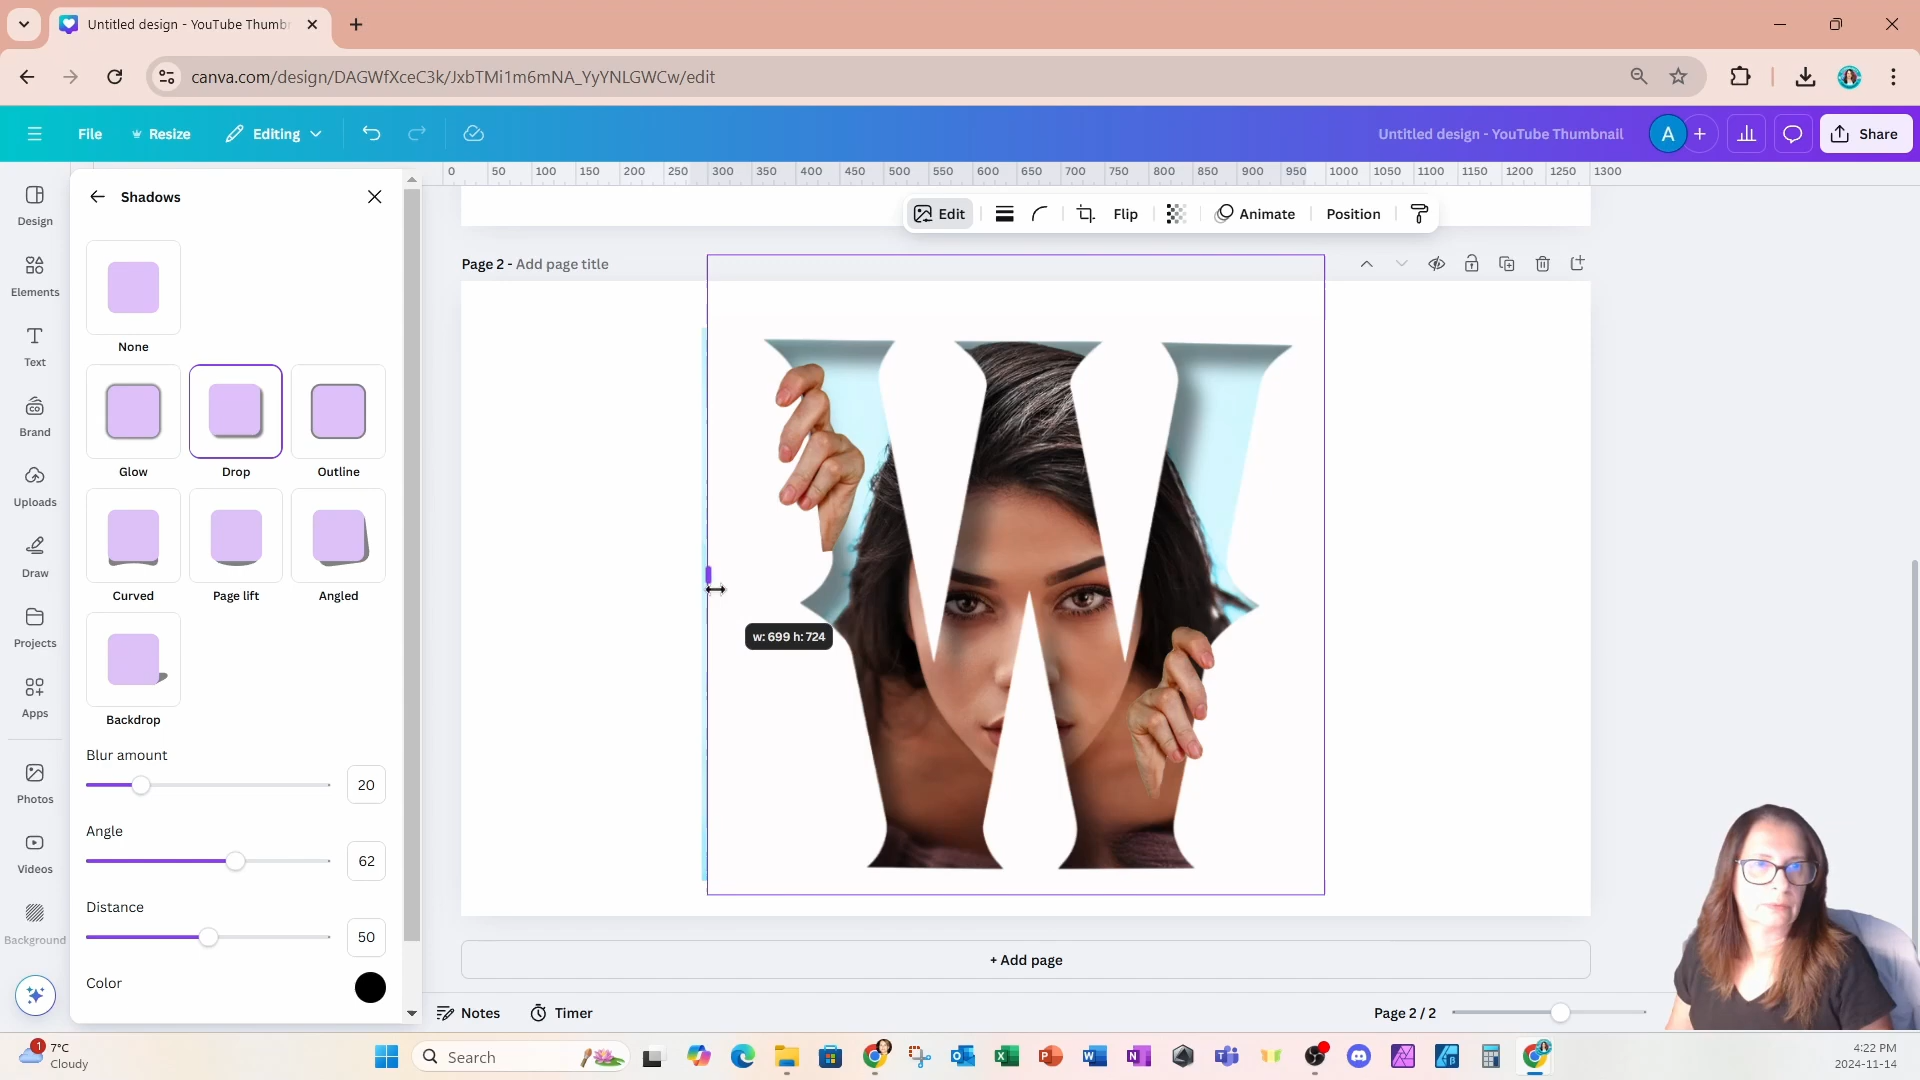 Untitled design - YouTube Thumbn
canva.com/design/DAGWfXceC3k/JxbTMi1m6mNA_YyYNLGWCw/edit
File
Resize
Editing
Untitled design - YouTube Thumbnail
A
Share
0 50 100 150 200 250 300 350 400 450 500 550 600 650 700 750 800 850 900 950 1000 1050 1100 1150 1200 1250 1300
Design
Elements
Text
Brand
Uploads
Draw
Projects
Apps
Photos
Videos
Background
Shadows
None
Glow
Drop
Outline
Curved
Page lift
Angled
Backdrop
Blur amount
20
Angle
62
Distance
50
Color
Edit
Flip
Animate
Position
Page 2 - Add page title
W
w: 699 h: 724
+ Add page
Notes
Timer
Page 2 / 2
1
7°C
Cloudy
Search
4:22 PM
2024-11-14